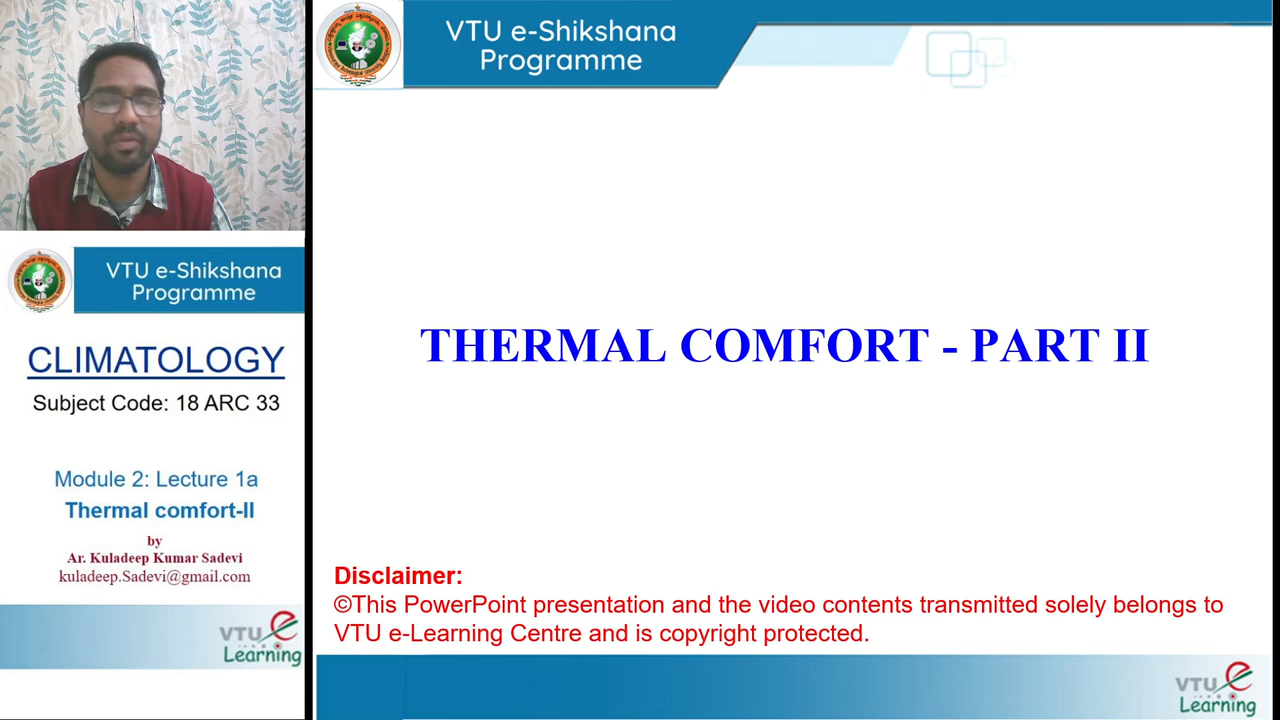 VTU e-Shikshana
Programme
CLIMATOLOGY
Subject Code: 18 ARC 33
Module 2: Lecture 1a
Thermal comfort-II
by
Ar. Kuladeep Kumar Sadevi
kuladeep.Sadevi@gmail.com
VTU e
Learning
VTU e-Shikshana
Programme
THERMAL COMFORT - PART II
Disclaimer:
©This PowerPoint presentation and the video contents transmitted solely belongs to
VTU e-Learning Centre and is copyright protected.
VTU e
Learning